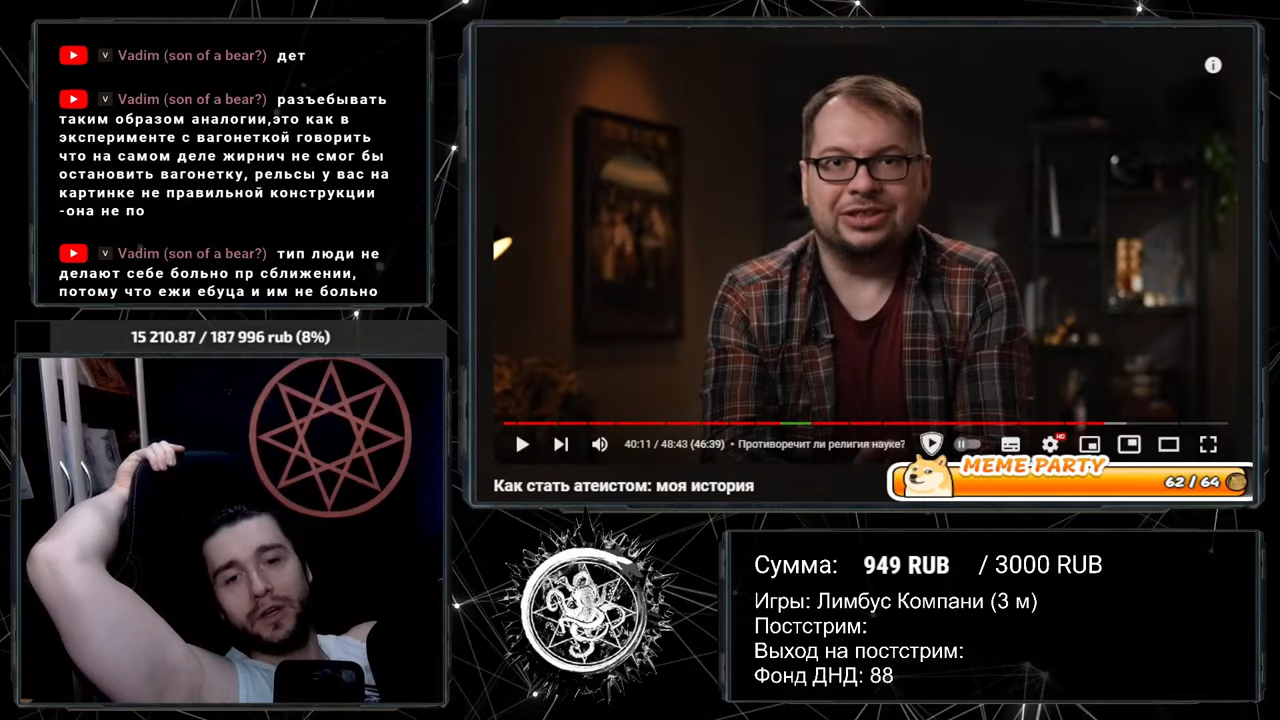 V Vadim (son of a bear?) дет
V Vadim (son of a bear?) разъебывать
таким образом аналогии,это как в
эксперименте с вагонеткой говорить
что на самом деле жирнич не смог бы
остановить вагонетку, рельсы у вас на
картинке не правильной конструкции
-она не по
V Vadim (son of a bear?) тип люди не
делают себе больно пр сближении,
потому что ежи ебуца и им не больно
15 210.87 / 187 996 rub (8%)
40:11 / 48:43 (46:39) • Противоречит ли религия науке?
HD
MEME PARTY
62 / 64
Как стать атеистом: моя история
Сумма: 949 RUB / 3000 RUB
Игры: Лимбус Компани (3 м)
Постстрим:
Выход на постстрим:
Фонд ДНД: 88